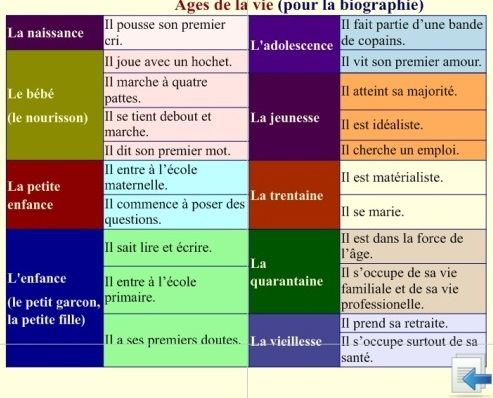 Ages de la vie (pour la biographie)
La naissance
Il pousse son premier
cri.
Le bébé
(le nourisson)
Il joue avec un hochet.
Il marche à quatre
pattes.
Il se tient debout et
marche.
Il dit son premier mot.
La petite
enfance
Il entre à l'école
maternelle.
Il commence à poser des
questions.
L'enfance
(le petit garcon,
la petite fille)
Il sait lire et écrire.
Il entre à l'école
primaire.
Il a ses premiers doutes.
L'adolescence
Il fait partie d'une bande
de copains.
Il vit son premier amour.
La jeunesse
Il atteint sa majorité.
Il est idéaliste.
Il cherche un emploi.
La trentaine
Il est matérialiste.
Il se marie.
La
quarantaine
Il est dans la force de
l'âge.
Il s'occupe de sa vie
familiale et de sa vie
professionelle.
La vieillesse
Il prend sa retraite.
Il s'occupe surtout de sa
santé.